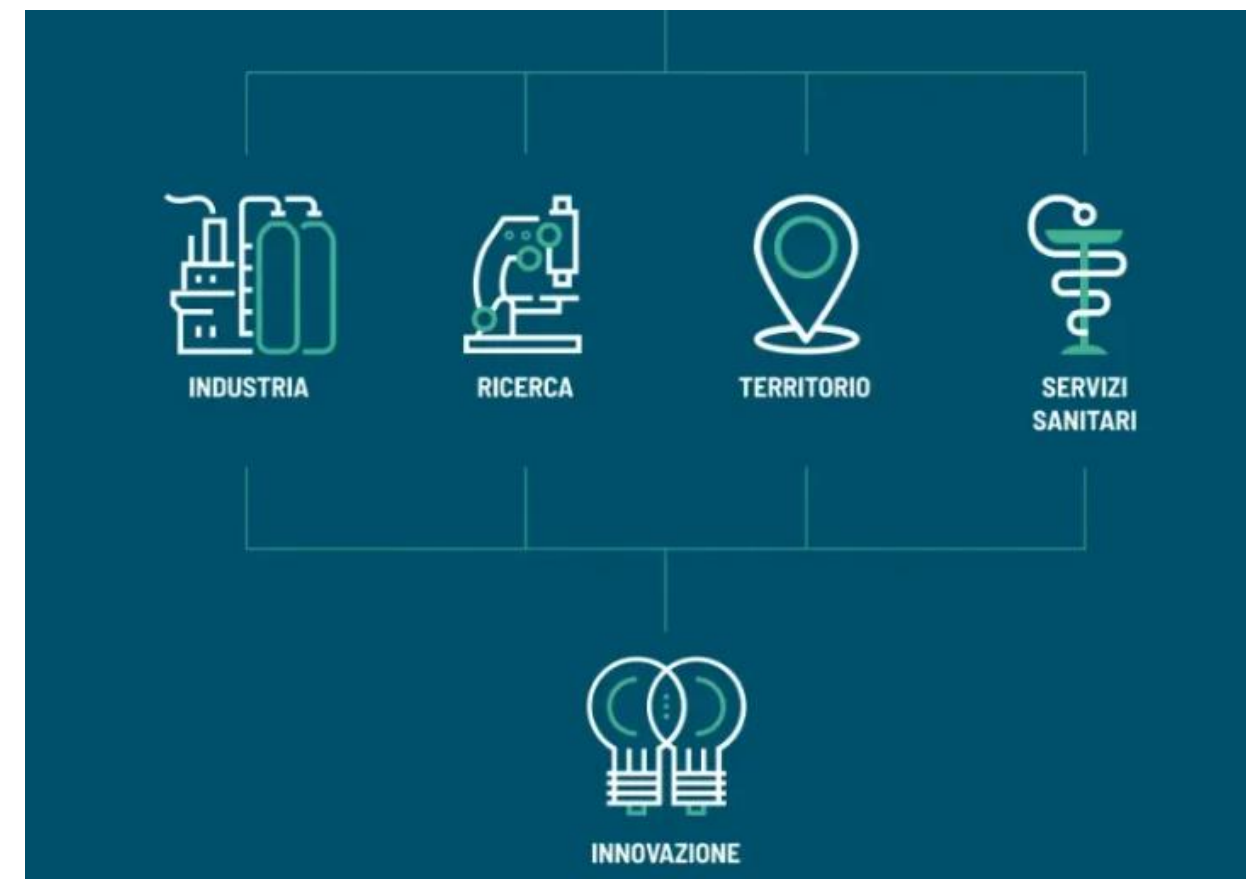 INDUSTRIA
RICERCA
TERRITORIO
SERVIZI
SANITARI
INNOVAZIONE